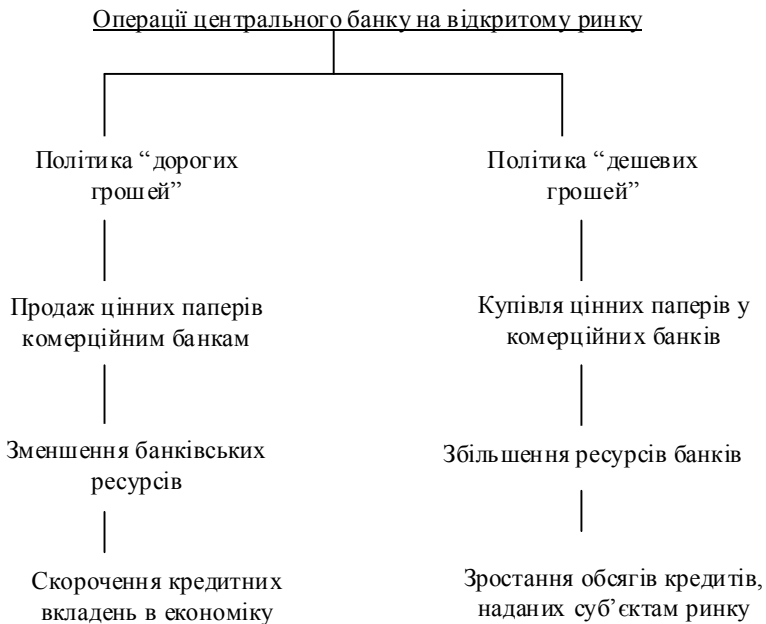 Операції центрального банку на відкритому ринку
Політика “дорогих
грошей”
Політика “дешевих
грошей”
Продаж цінних паперів
комерційним банкам
Купівля цінних паперів у
комерційних банків
Зменшення банківських
ресурсів
Збільшення ресурсів банків
Скорочення кредитних
вкладень в економіку
Зростання обсягів кредитів,
наданих суб’єктам ринку